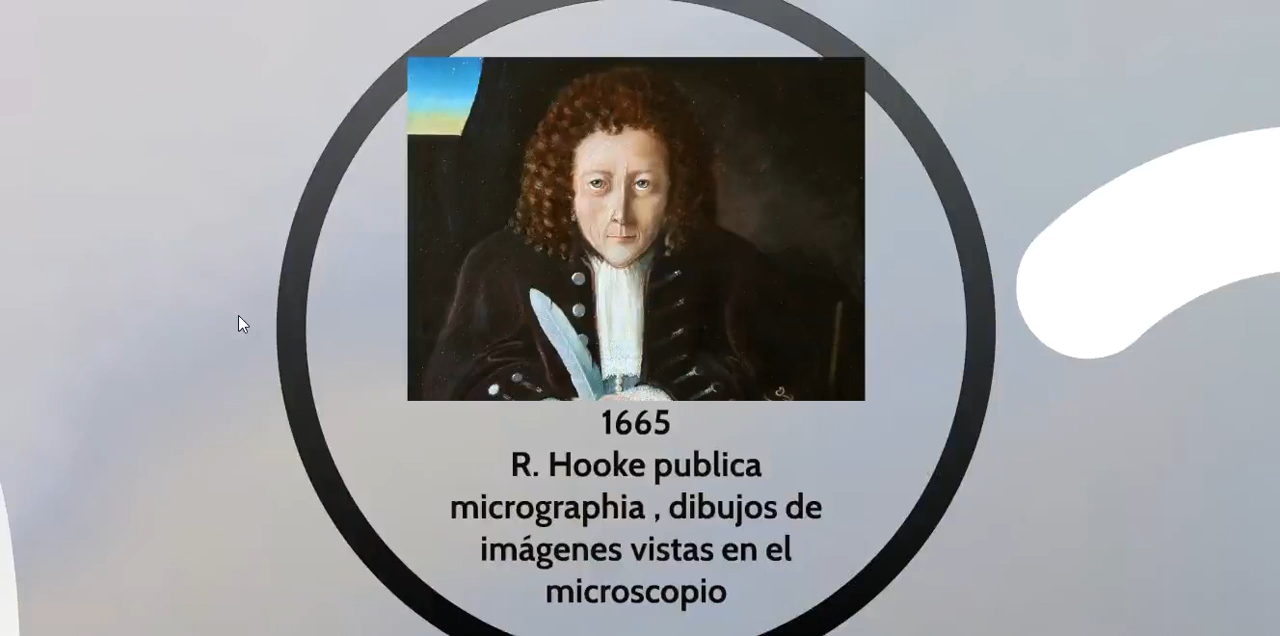 1665
R. Hooke publica
micrographia , dibujos de
imágenes vistas en el
microscopio